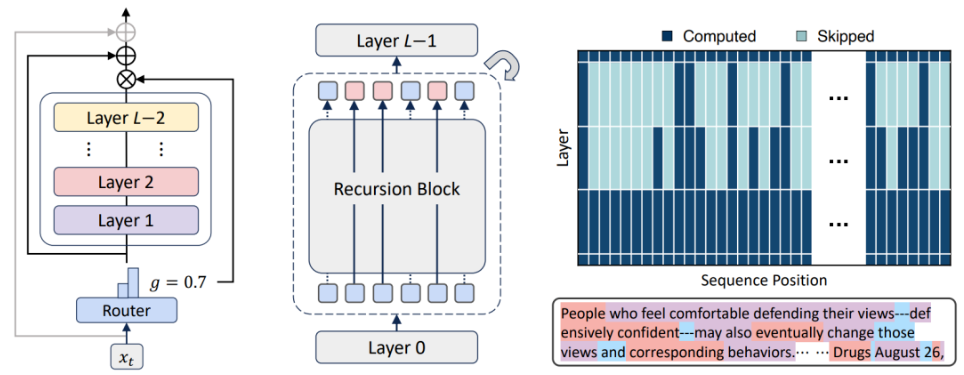 Layer L−2
⋮ ⋮
Layer 2
Layer 1
g = 0.7
Router
x_t
Layer L−1
Recursion Block
Layer 0
Computed Skipped
Layer
...
...
...
Sequence Position
People who feel comfortable defending their views---def
ensively confident---may also eventually change those
views and corresponding behaviors.⋯ ⋯ Drugs August 26,